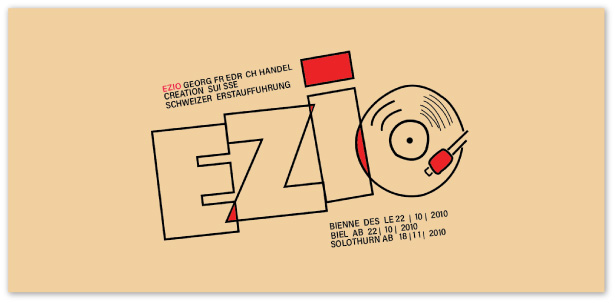 EZIO GEORG FR EDR CH HANDEL
CREATION SUI SSE
SCHWEIZER ERSTAUFFUHRUNG
EZiO
BIENNE DES LE 22 | 10 | 2010
BIEL AB 22 | 10 | 2010
SOLOTHURN AB 18 | 11 | 2010